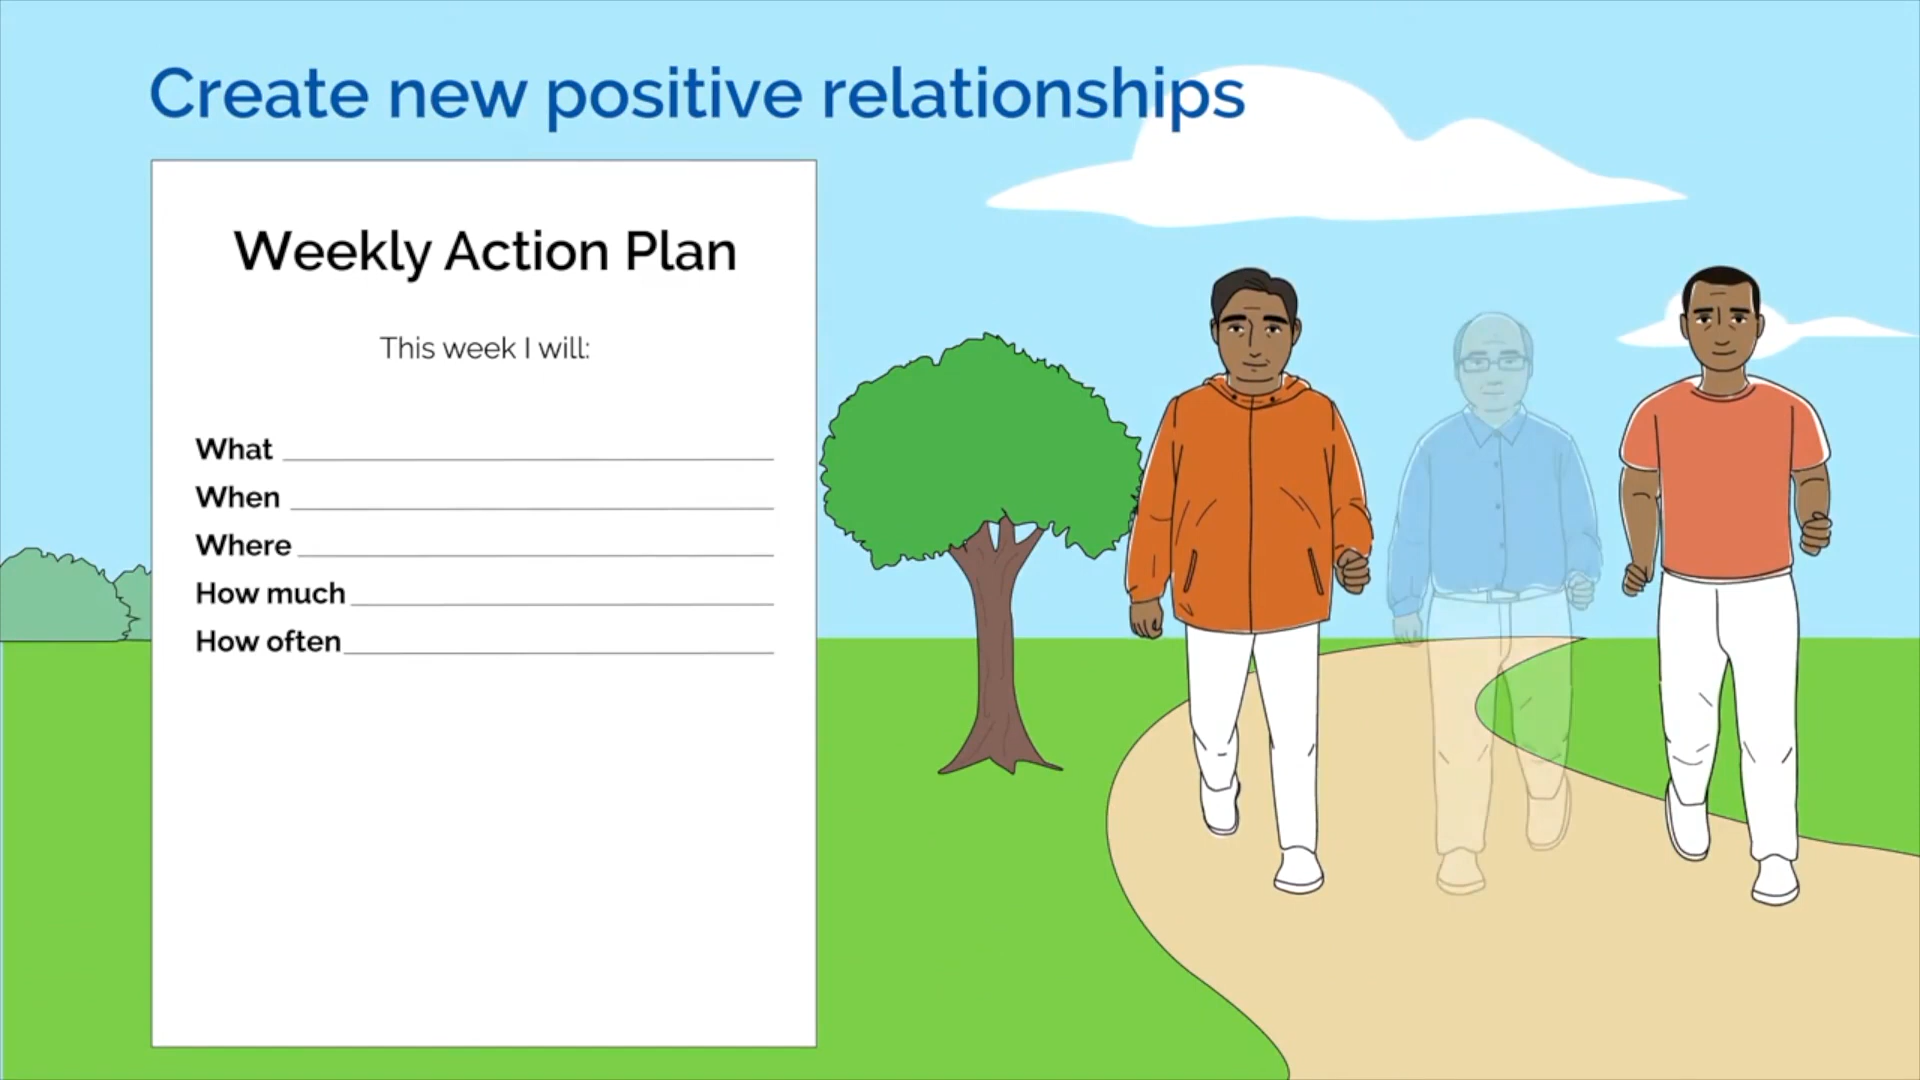 Create new positive relationships
Weekly Action Plan
This week I will:
What
When
Where
How much
How often